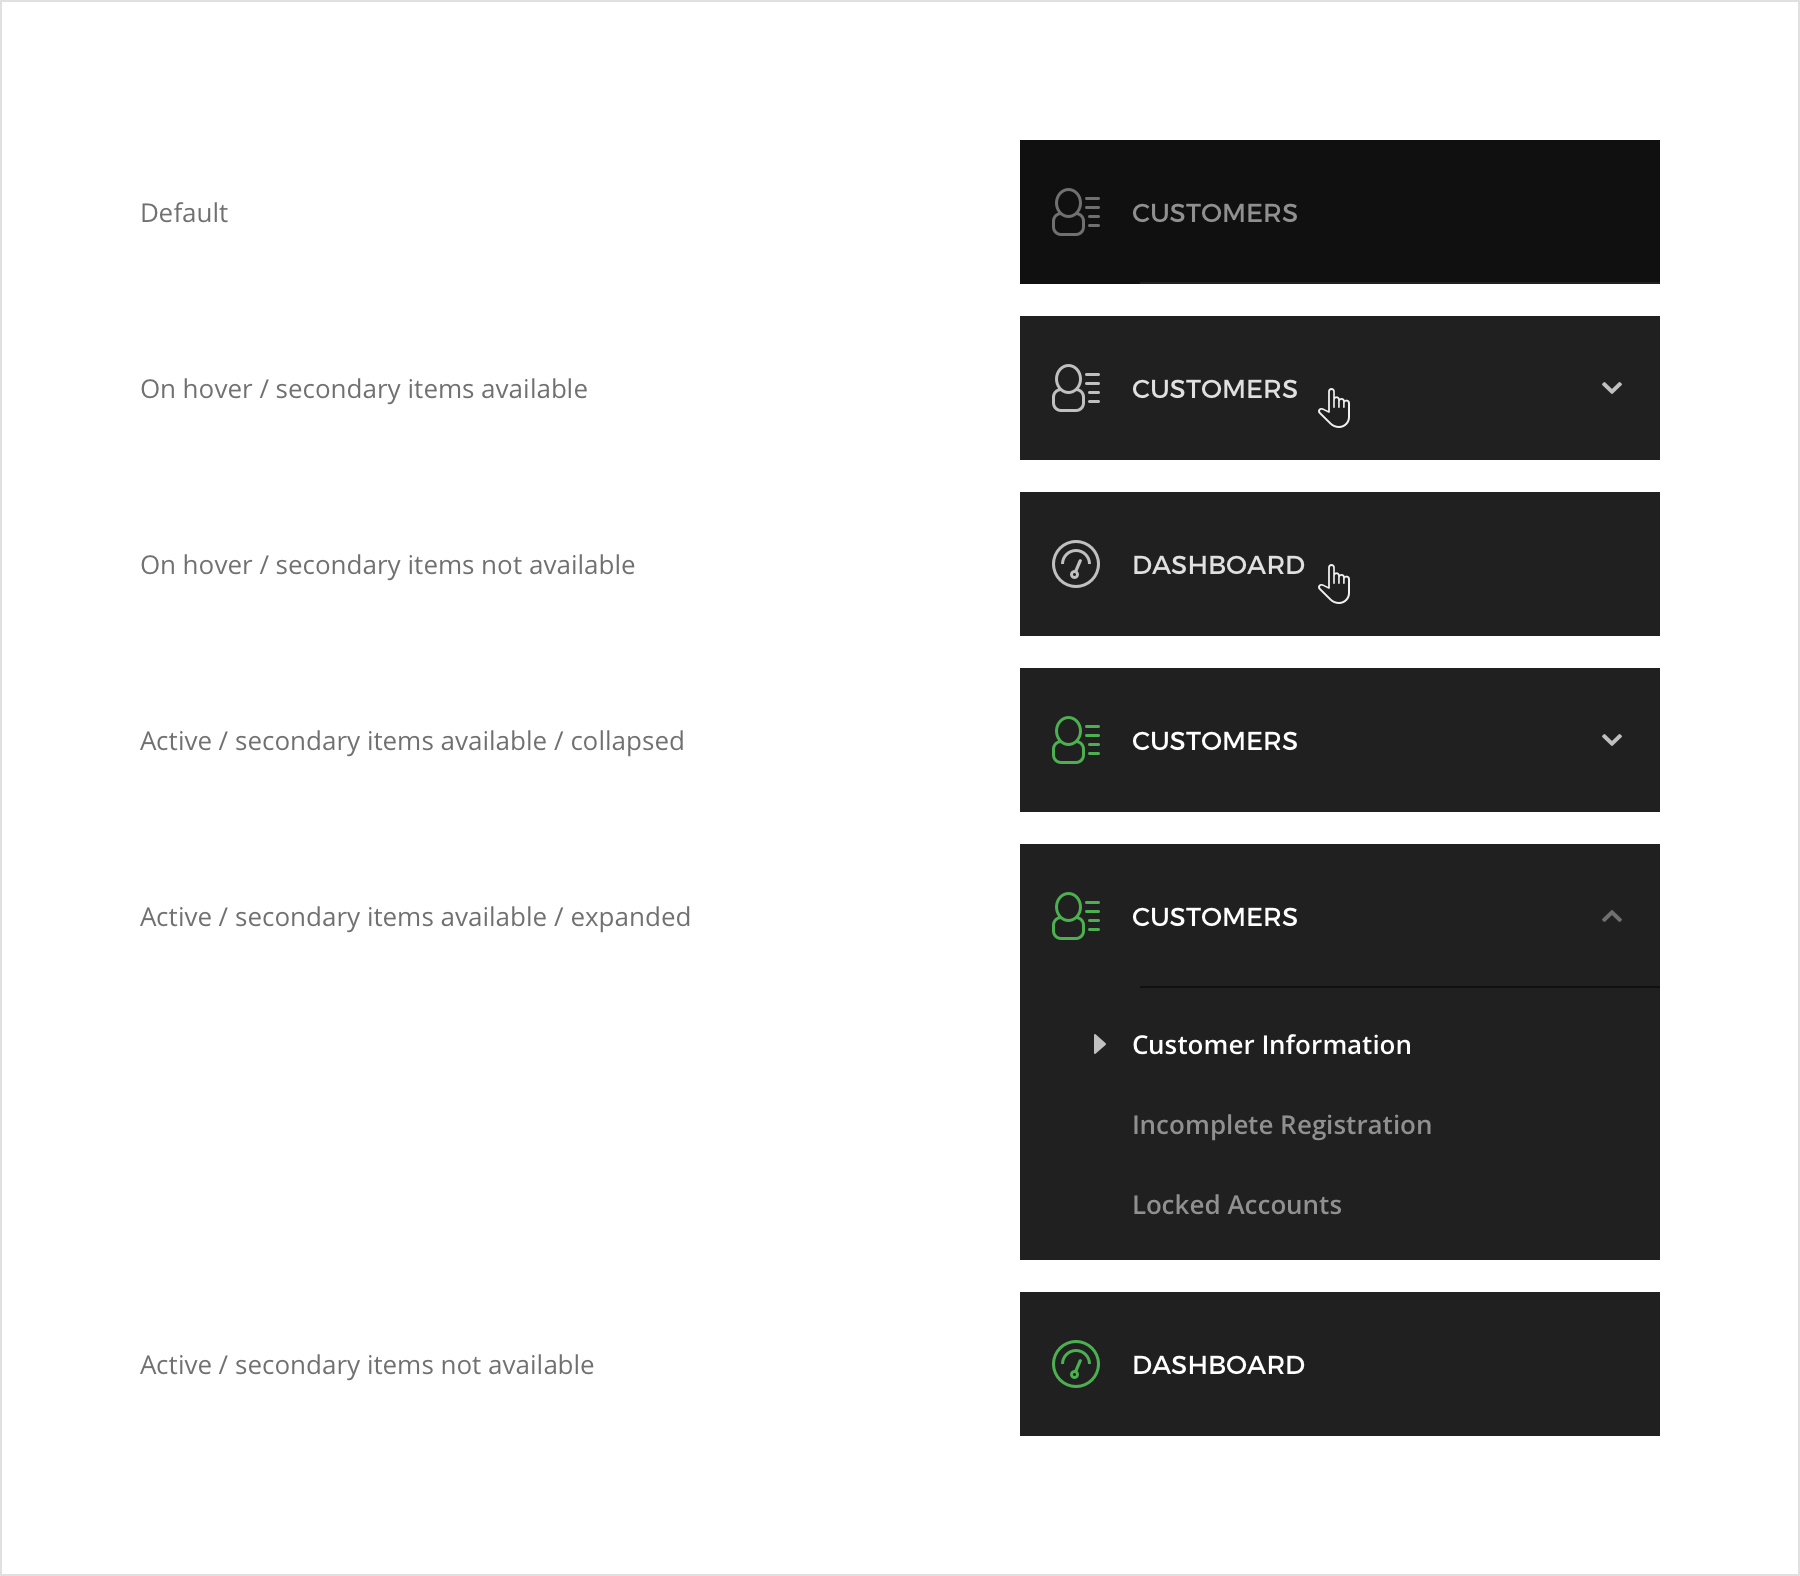 Default
CUSTOMERS
On hover / secondary items available
CUSTOMERS
On hover / secondary items not available
DASHBOARD
Active / secondary items available / collapsed
CUSTOMERS
Active / secondary items available / expanded
CUSTOMERS
Customer Information
Incomplete Registration
Locked Accounts
Active / secondary items not available
DASHBOARD